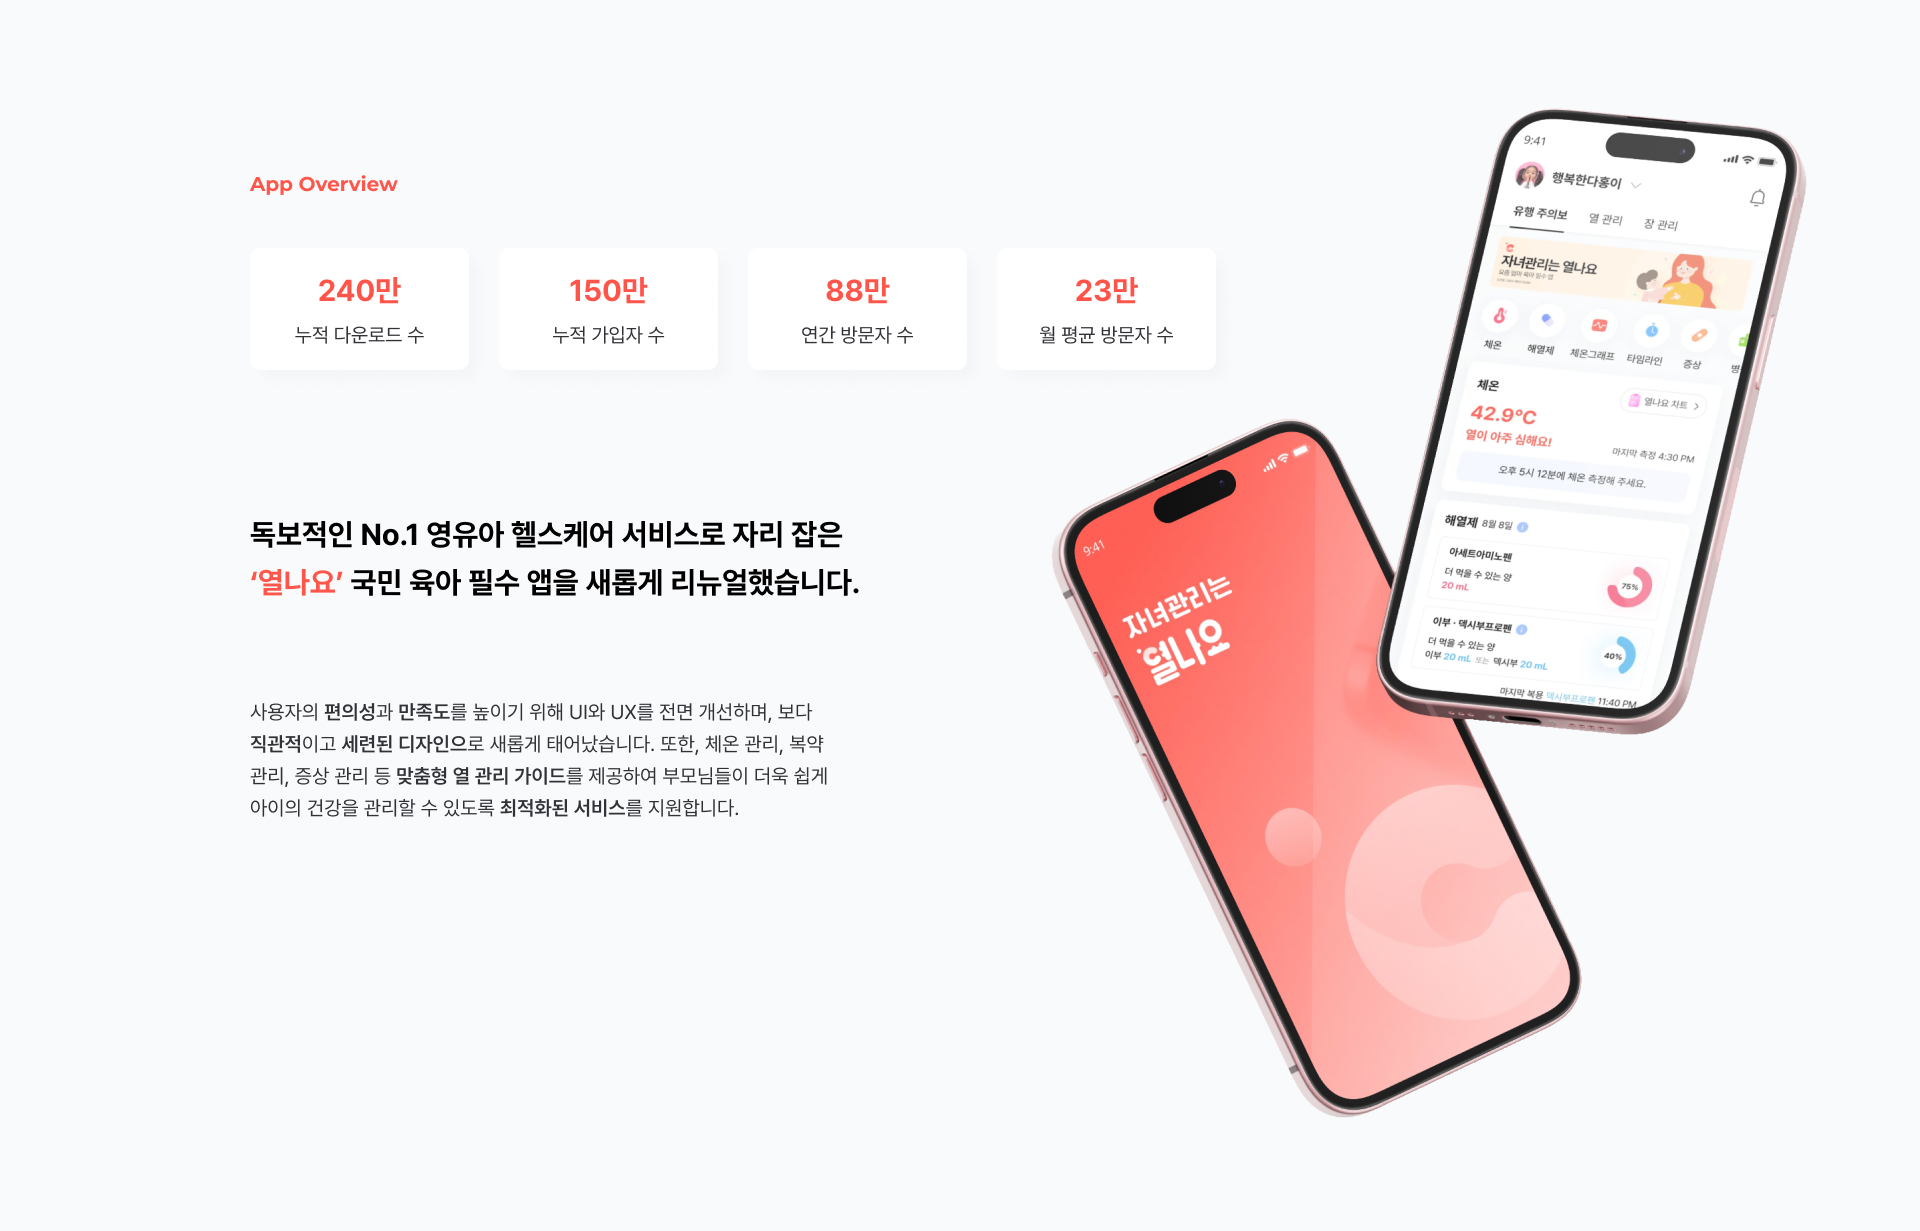 App Overview
240만
누적 다운로드 수
150만
누적 가입자 수
88만
연간 방문자 수
23만
월 평균 방문자 수
독보적인 No.1 영유아 헬스케어 서비스로 자리 잡은
‘열나요’ 국민 육아 필수 앱을 새롭게 리뉴얼했습니다.
사용자의 편의성과 만족도를 높이기 위해 UI와 UX를 전면 개선하며, 보다
직관적이고 세련된 디자인으로 새롭게 태어났습니다. 또한, 체온 관리, 복약
관리, 증상 관리 등 맞춤형 열 관리 가이드를 제공하여 부모님들이 더욱 쉽게
아이의 건강을 관리할 수 있도록 최적화된 서비스를 지원합니다.
9:41
자녀관리는
열나요
9:41
행복한다홍이
유행 주의보 열 관리 장 관리
자녀관리는 열나요
요즘 엄마 육아 필수 앱
체온 해열제 체온그래프 타임라인 증상 병
체온
열나요 차트
42.9°C
열이 아주 심해요!
마지막 측정 4:30 PM
오후 5시 12분에 체온 측정해 주세요.
해열제 8월 8일
아세트아미노펜
더 먹을 수 있는 양
20 mL
75%
이부 · 덱시부프로펜
더 먹을 수 있는 양
이부 20 mL 또는 덱시부 20 mL
40%
마지막 복용 덱시부프로펜 11:40 PM